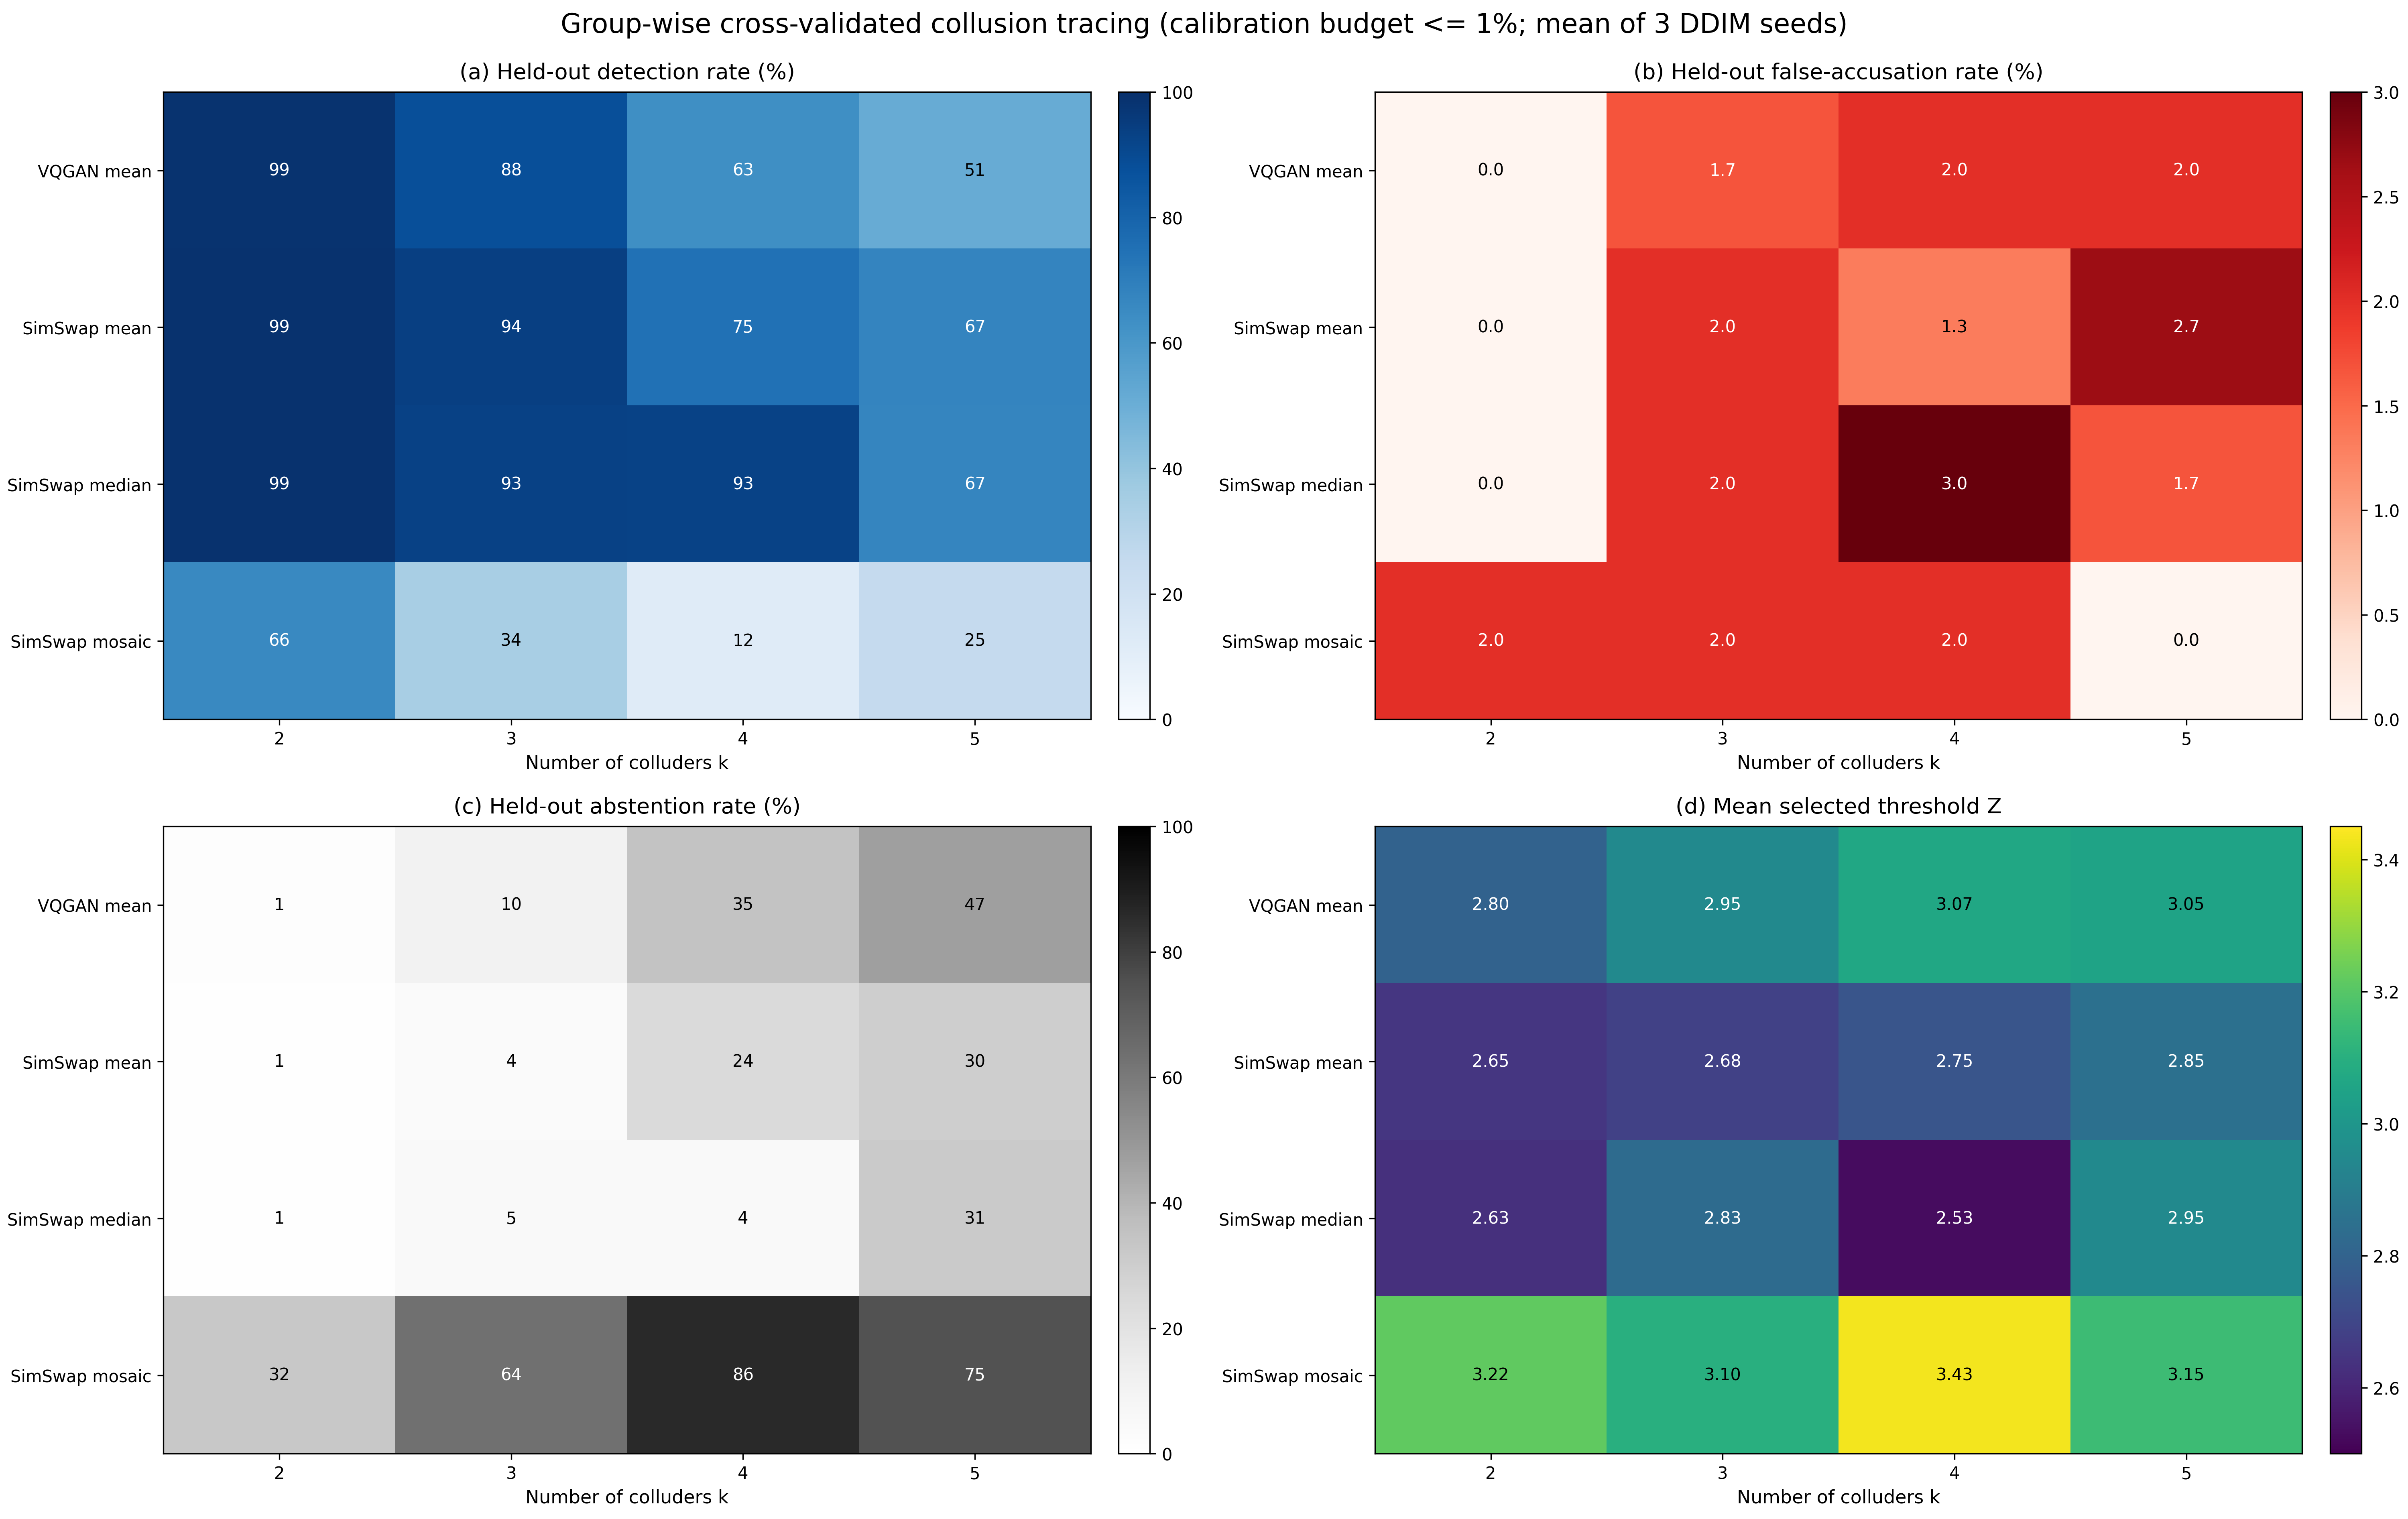 Group-wise cross-validated collusion tracing (calibration budget <= 1%; mean of 3 DDIM seeds)
(a) Held-out detection rate (%)
VQGAN mean 99 88 63 51
SimSwap mean 99 94 75 67
SimSwap median 99 93 93 67
SimSwap mosaic 66 34 12 25
2 3 4 5
Number of colluders k
100
80
60
40
20
0
(b) Held-out false-accusation rate (%)
VQGAN mean 0.0 1.7 2.0 2.0
SimSwap mean 0.0 2.0 1.3 2.7
SimSwap median 0.0 2.0 3.0 1.7
SimSwap mosaic 2.0 2.0 2.0 0.0
2 3 4 5
Number of colluders k
3.0
2.5
2.0
1.5
1.0
0.5
0.0
(c) Held-out abstention rate (%)
VQGAN mean 1 10 35 47
SimSwap mean 1 4 24 30
SimSwap median 1 5 4 31
SimSwap mosaic 32 64 86 75
2 3 4 5
Number of colluders k
100
80
60
40
20
0
(d) Mean selected threshold Z
VQGAN mean 2.80 2.95 3.07 3.05
SimSwap mean 2.65 2.68 2.75 2.85
SimSwap median 2.63 2.83 2.53 2.95
SimSwap mosaic 3.22 3.10 3.43 3.15
2 3 4 5
Number of colluders k
3.4
3.2
3.0
2.8
2.6